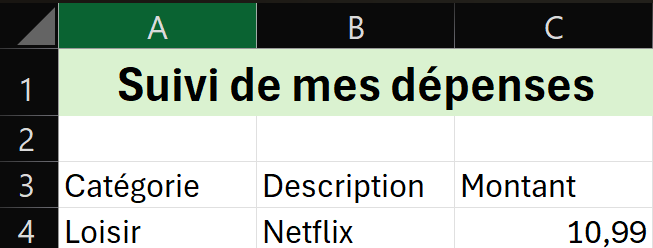 A B C
1 Suivi de mes dépenses
2
3 Catégorie Description Montant
4 Loisir Netflix 10,99